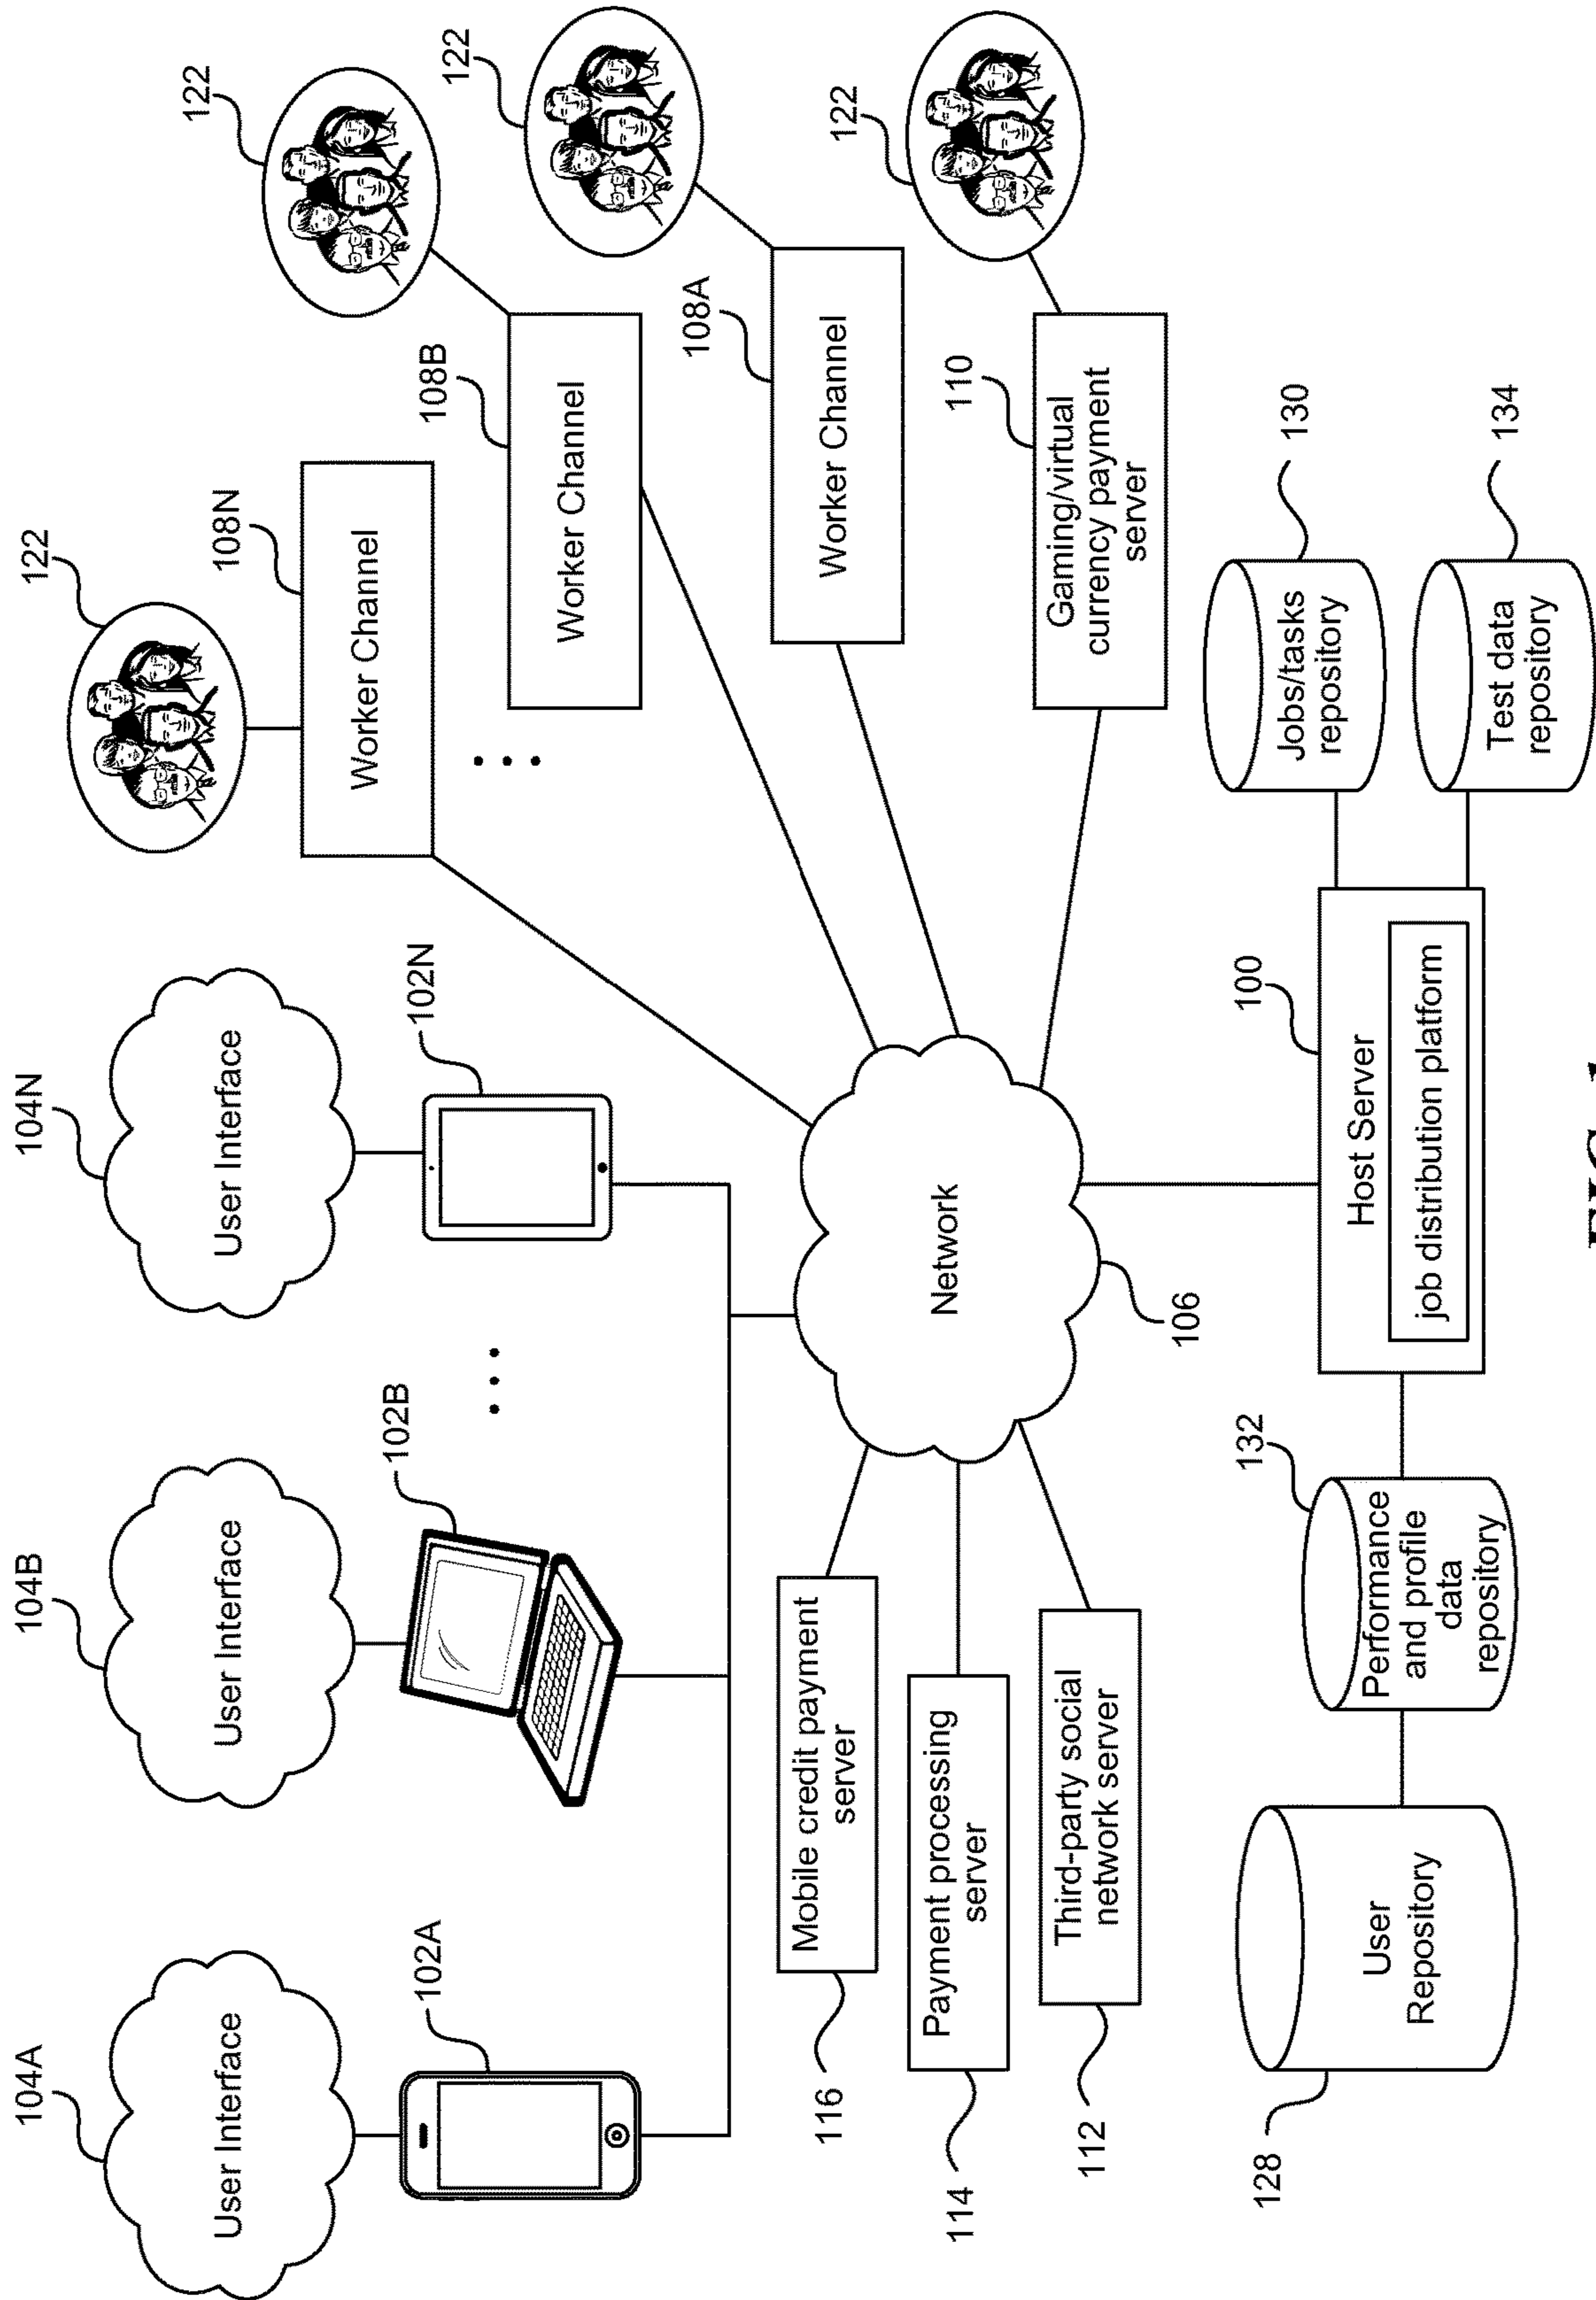 104A
104B
104N
122
User Interface
User Interface
User Interface
122
102A
102B
102N
108N
Worker Channel
...
...
122
108B
Worker Channel
108A
Worker Channel
122
116
Mobile credit payment
server
114
Payment processing
server
112
Third-party social
network server
Network
106
110
Gaming/virtual
currency payment
server
128
User
Repository
132
Performance
and profile
data
repository
100
Host Server
job distribution platform
130
Jobs/tasks
repository
134
Test data
repository